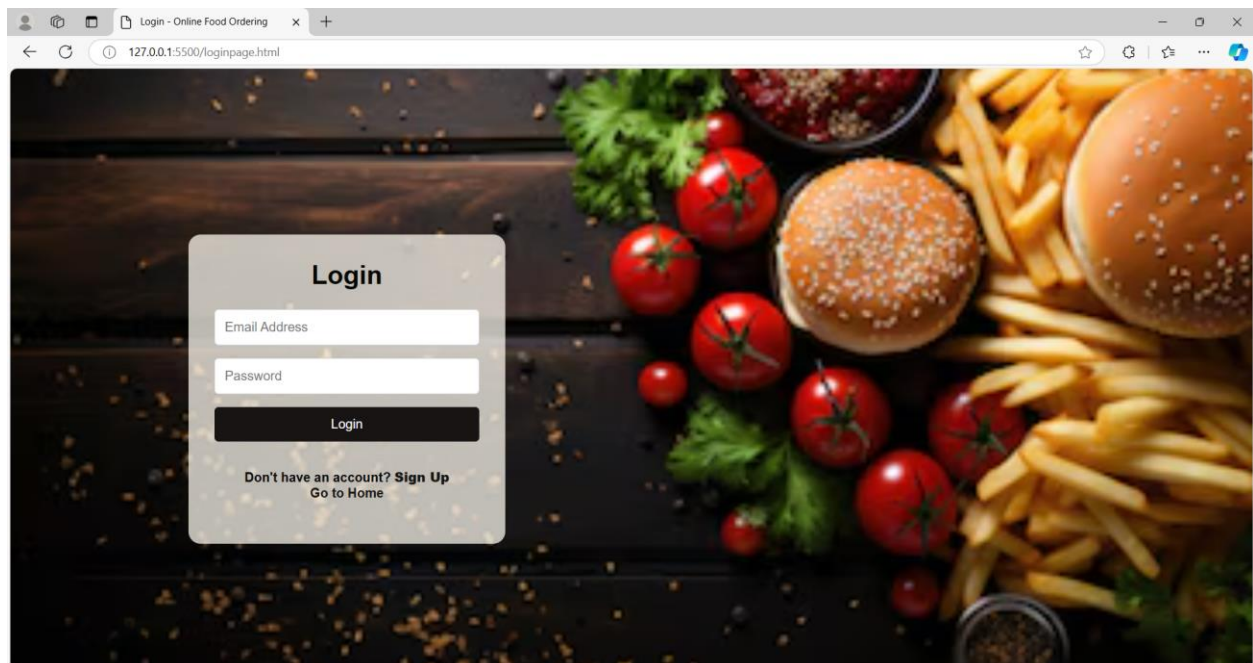 Login - Online Food Ordering
127.0.0.1:5500/loginpage.html
Login
Email Address
Password
Login
Don't have an account? Sign Up
Go to Home